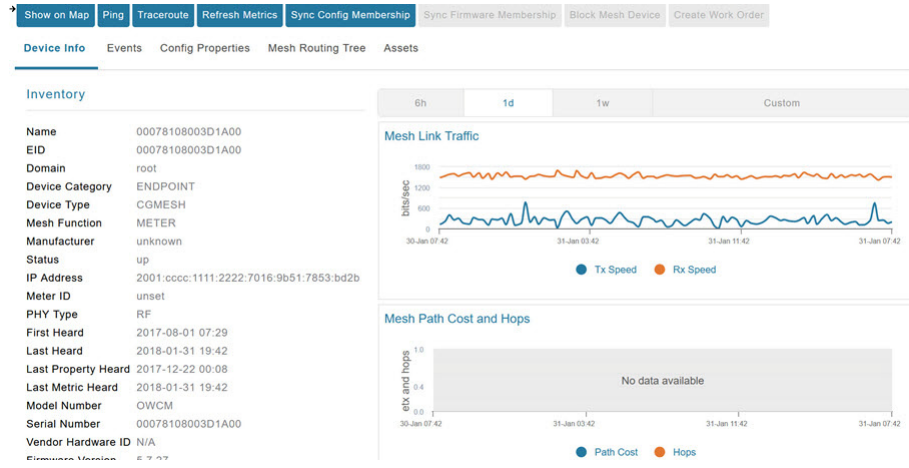 Show on Map Ping Traceroute Refresh Metrics Sync Config Membership Sync Firmware Membership Block Mesh Device Create Work Order
Device Info Events Config Properties Mesh Routing Tree Assets
Inventory
Name 00078108003D1A00
EID 00078108003D1A00
Domain root
Device Category ENDPOINT
Device Type CGMESH
Mesh Function METER
Manufacturer unknown
Status up
IP Address 2001:cccc:1111:2222:7016:9b51:7853:bd2b
Meter ID unset
PHY Type RF
First Heard 2017-08-01 07:29
Last Heard 2018-01-31 19:42
Last Property Heard 2017-12-22 00:08
Last Metric Heard 2018-01-31 19:42
Model Number OWCM
Serial Number 00078108003D1A00
Vendor Hardware ID N/A
Firmware Version 5.7.27
6h 1d 1w Custom
Mesh Link Traffic
bits/sec
1800
1200
600
0
30-Jan 07:42 31-Jan 03:42 31-Jan 11:42 31-Jan 07:42
Tx Speed Rx Speed
Mesh Path Cost and Hops
etx and hops
1.0
0.4
0.0
No data available
30-Jan 07:42 31-Jan 03:42 31-Jan 11:42 31-Jan 07:42
Path Cost Hops